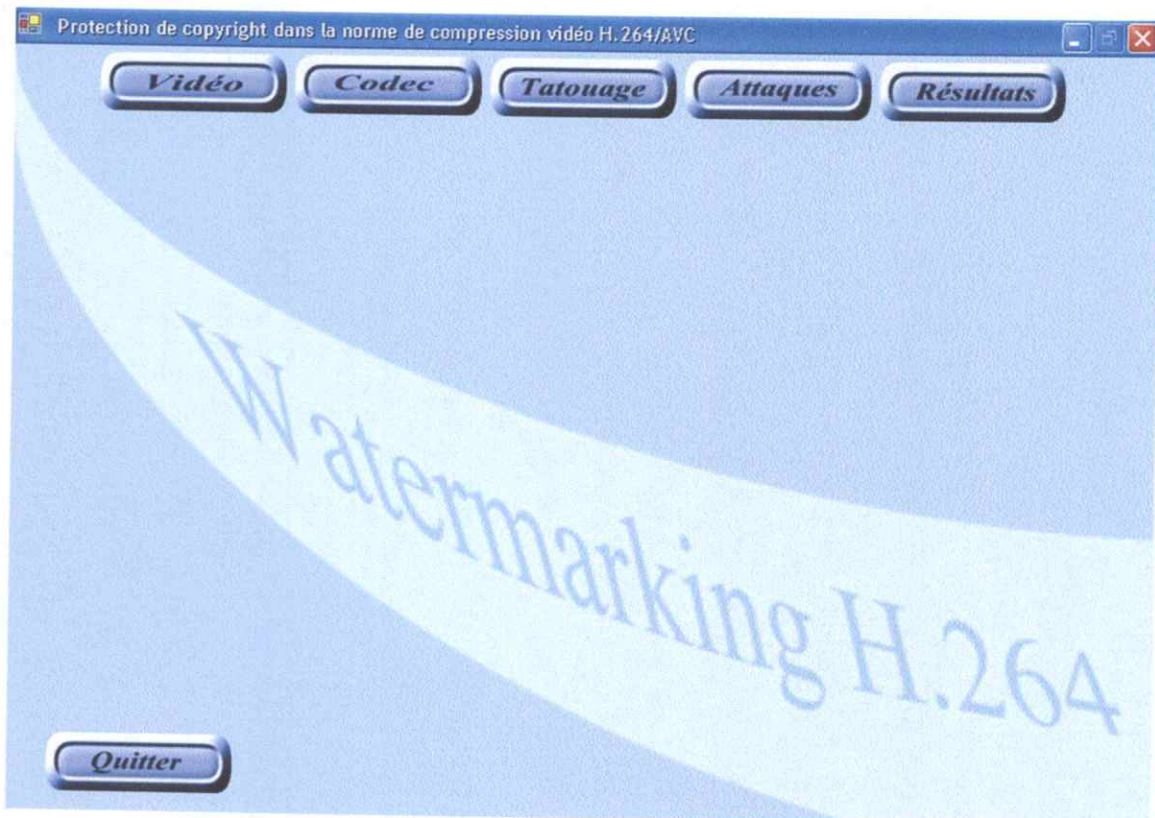 Protection de copyright dans la norme de compression vidéo H.264/AVC
Vidéo
Codec
Tatouage
Attaques
Résultats
Watermarking H.264
Quitter